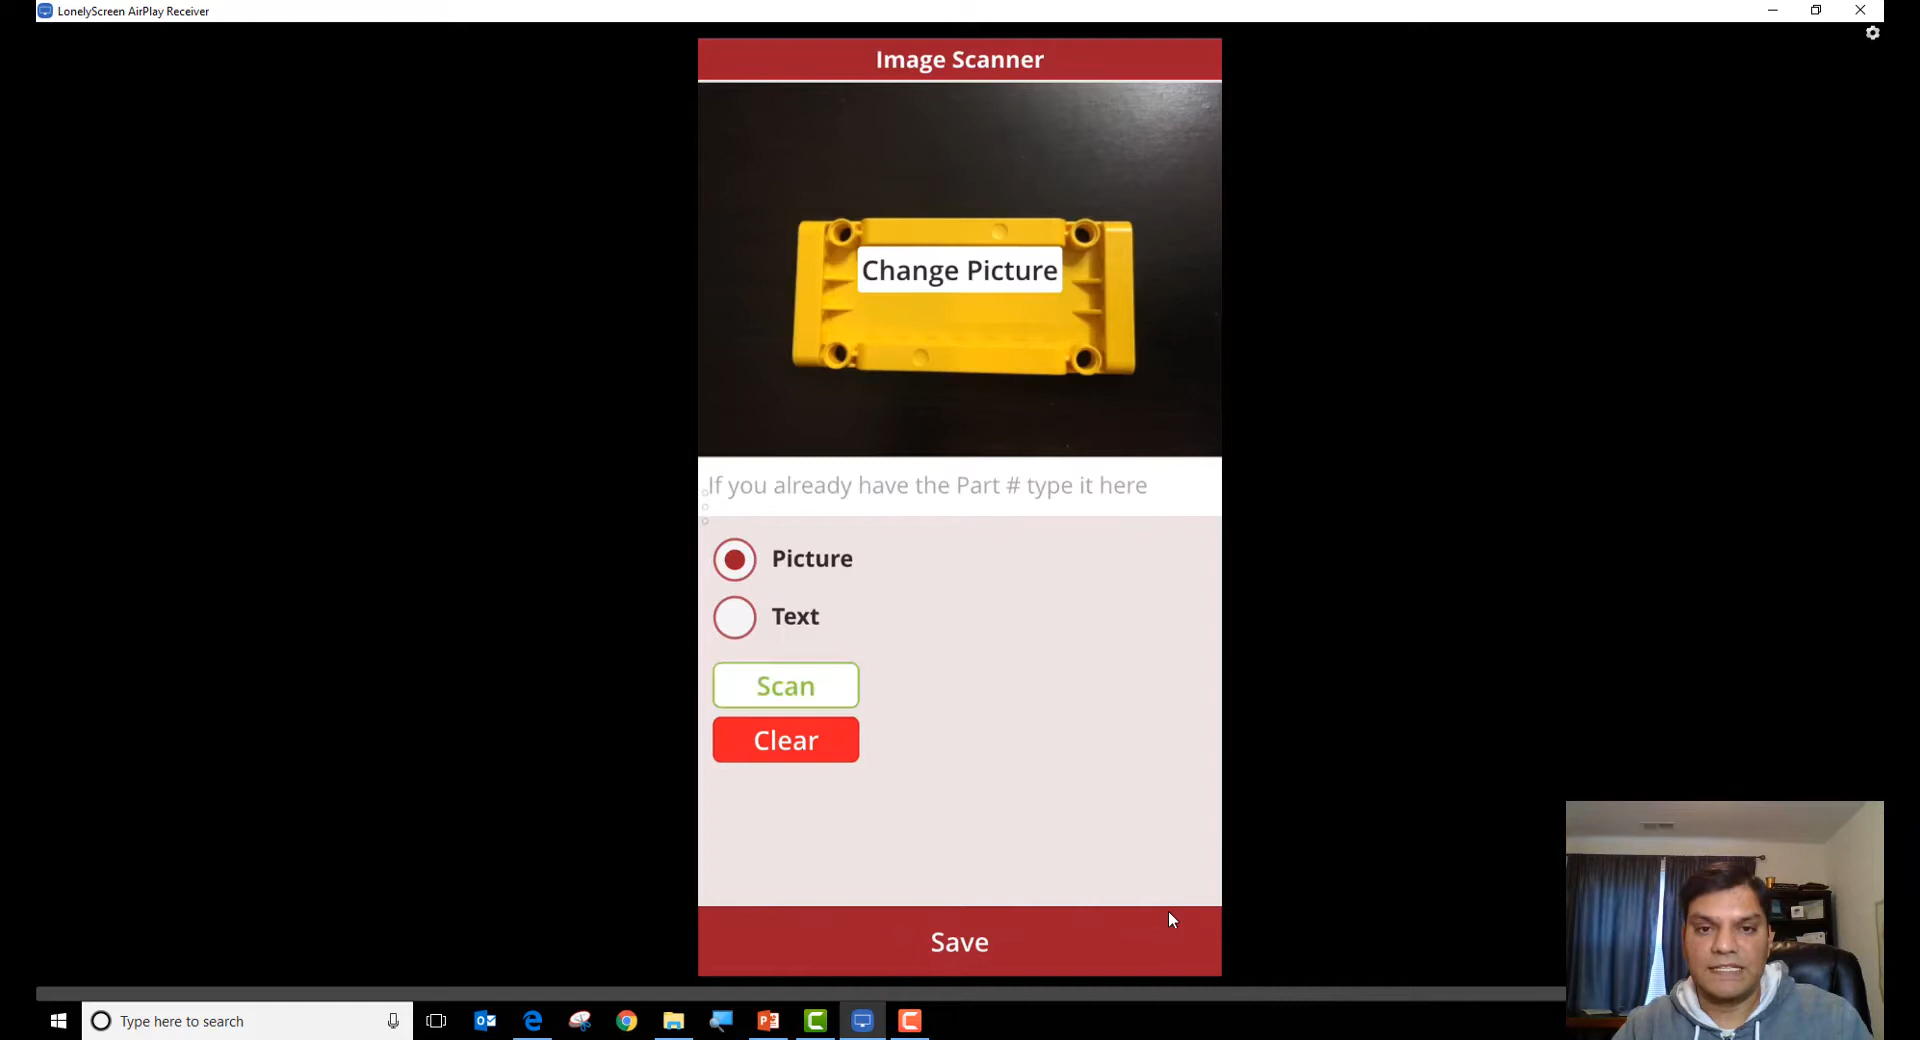 LonelyScreen AirPlay Receiver
Image Scanner
Change Picture
If you already have the Part # type it here
Picture
Text
Scan
Clear
Save
Type here to search